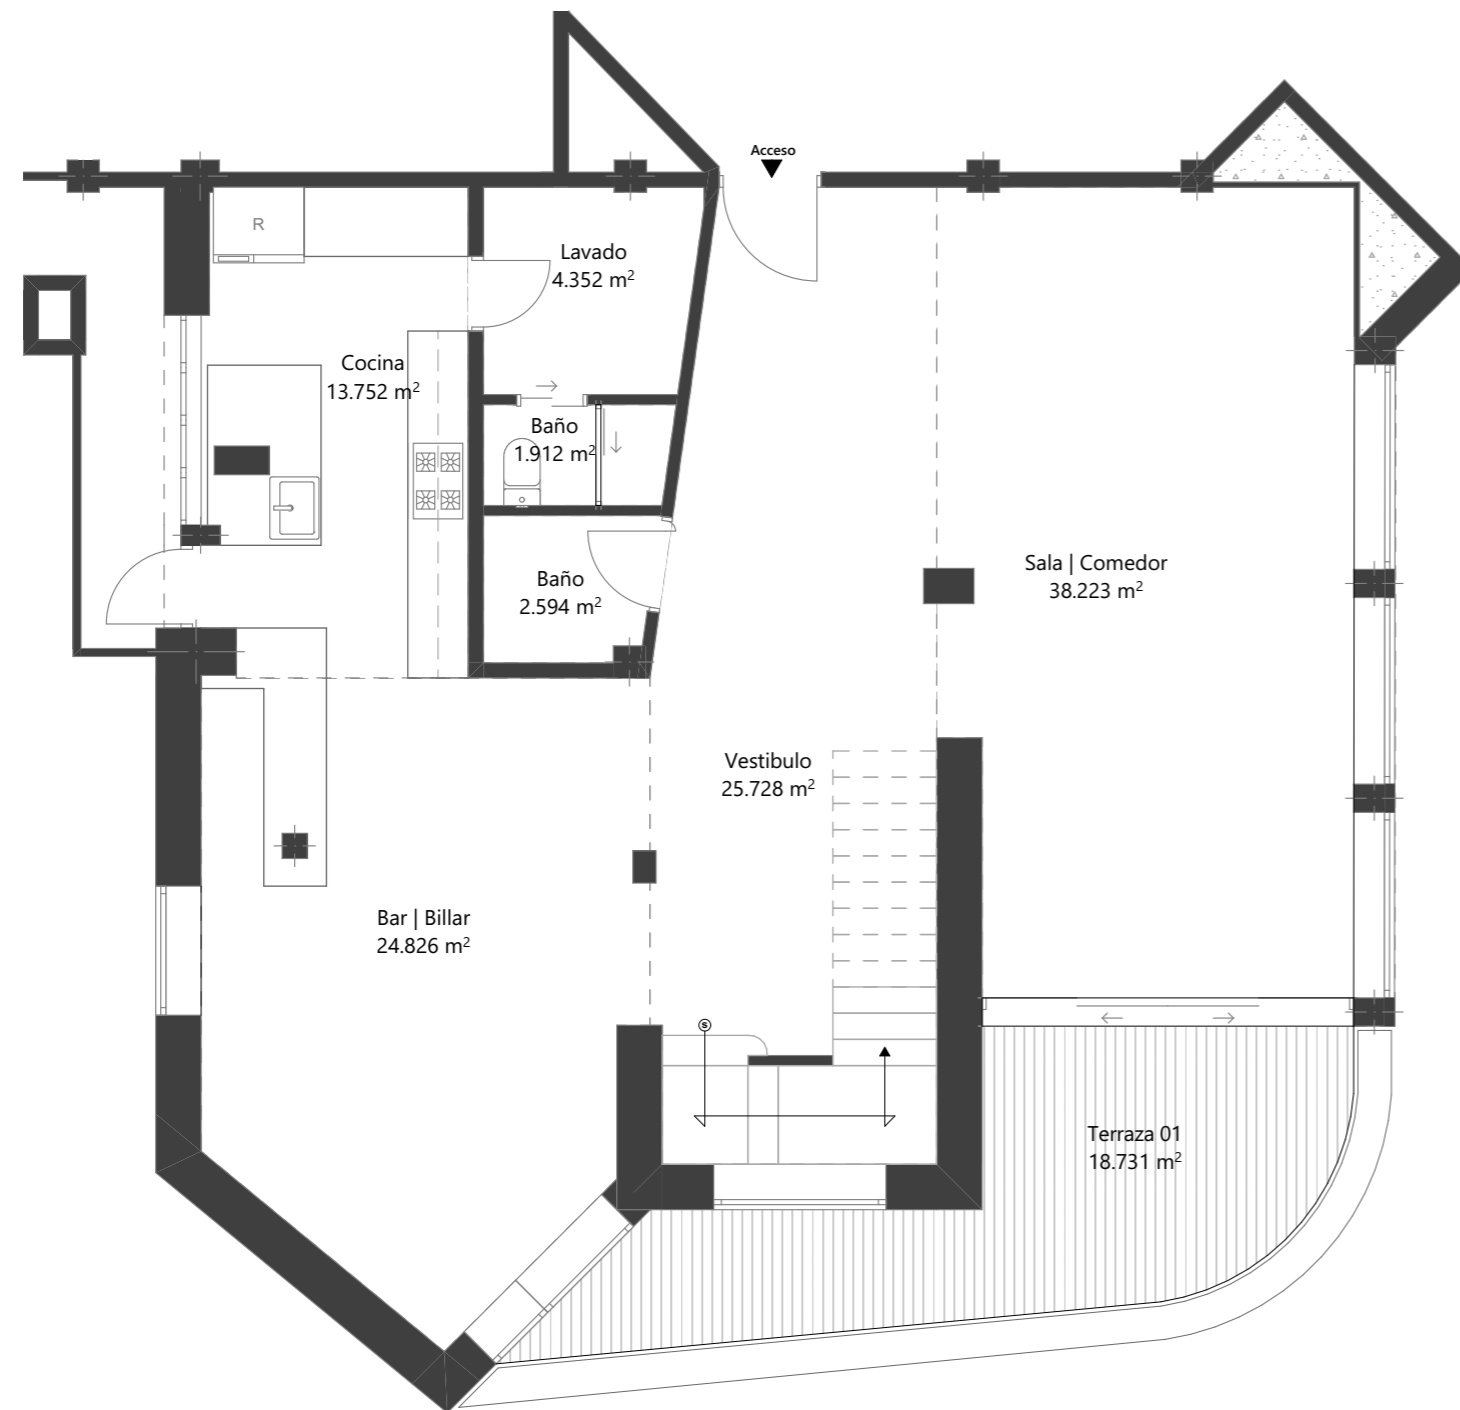 Acceso
R
Lavado
4.352 m²
Cocina
13.752 m²
Baño
1.912 m²
Sala | Comedor
38.223 m²
Baño
2.594 m²
Vestibulo
25.728 m²
Bar | Billar
24.826 m²
S
Terraza 01
18.731 m²